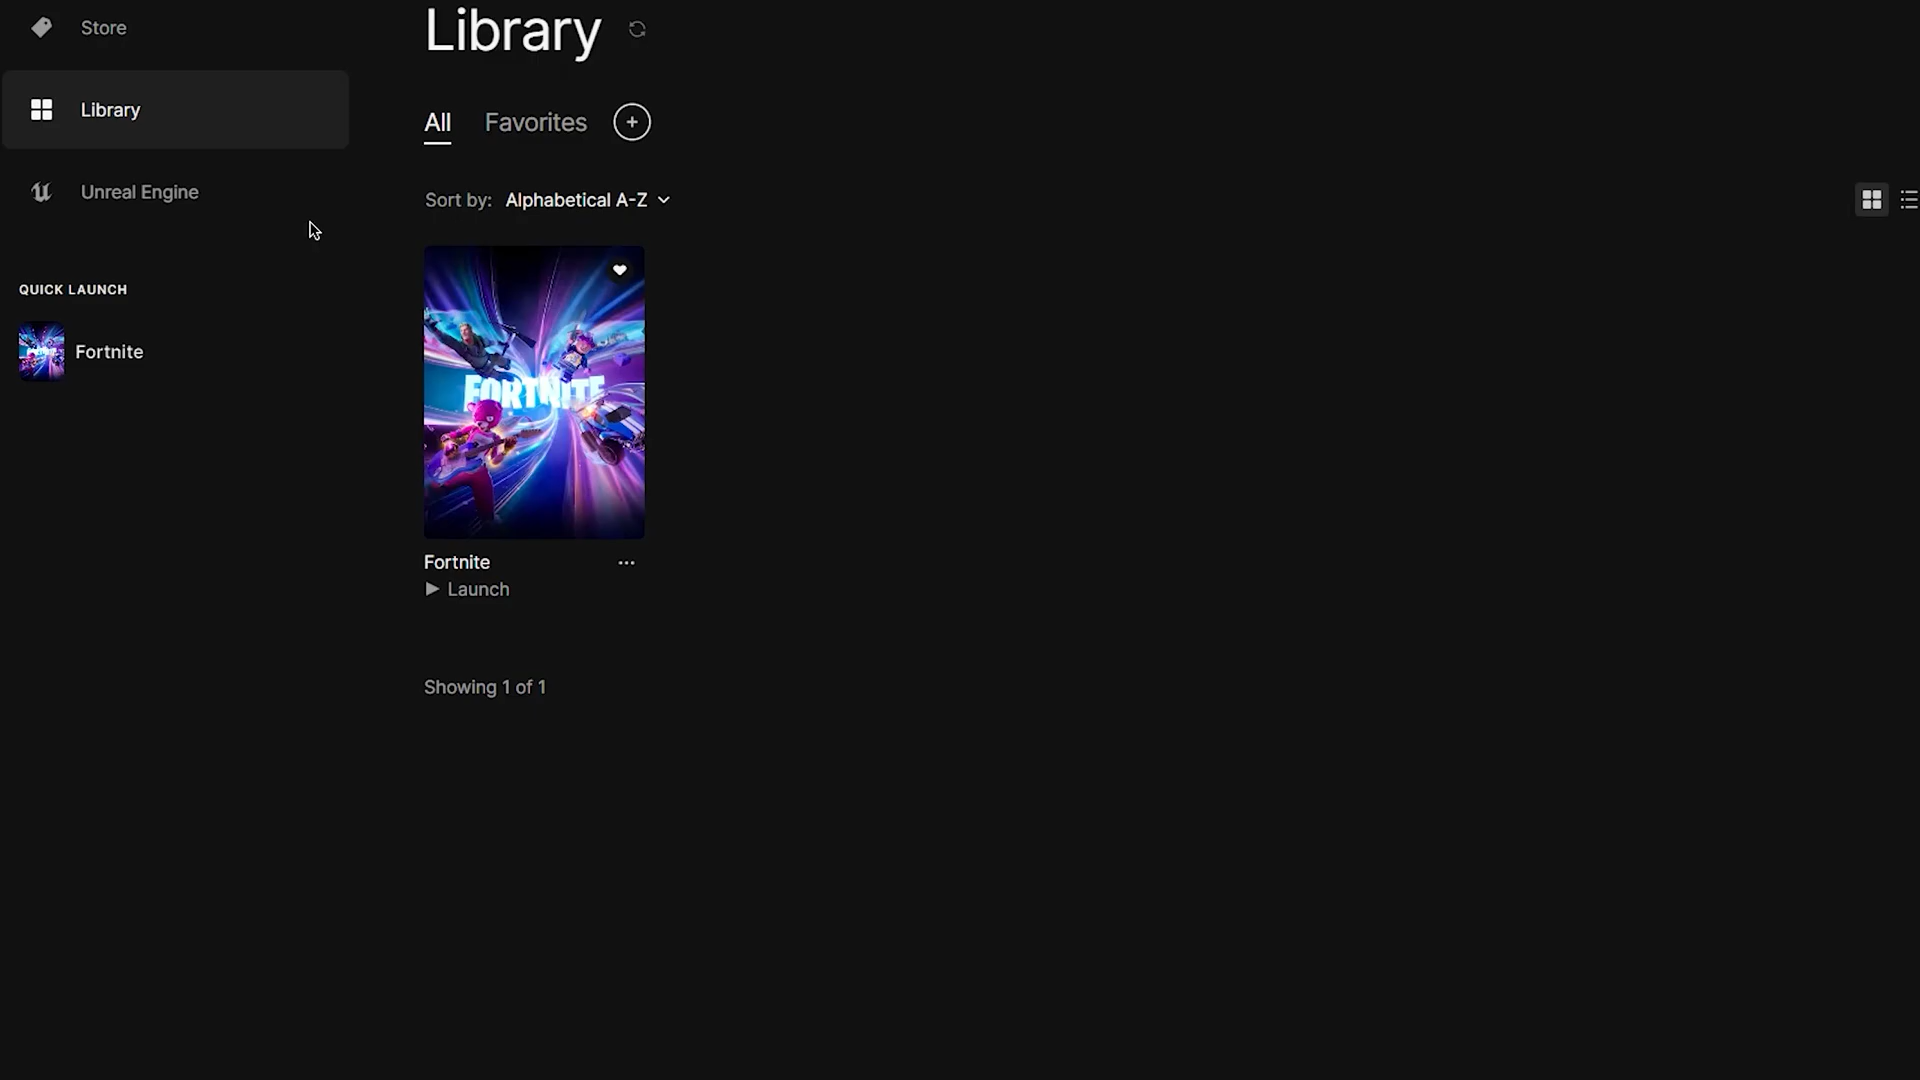 Store
Library
Unreal Engine
QUICK LAUNCH
Fortnite
Library
All Favorites
Sort by: Alphabetical A-Z
FORTNITE
Fortnite
Launch
Showing 1 of 1